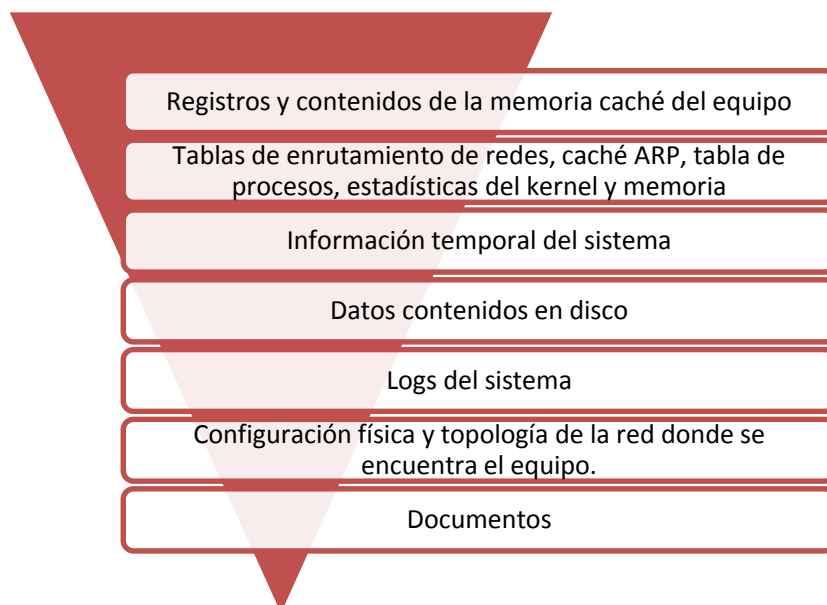 Registros y contenidos de la memoria caché del equipo
Tablas de enrutamiento de redes, caché ARP, tabla de
procesos, estadísticas del kernel y memoria
Información temporal del sistema
Datos contenidos en disco
Logs del sistema
Configuración física y topología de la red donde se
encuentra el equipo.
Documentos